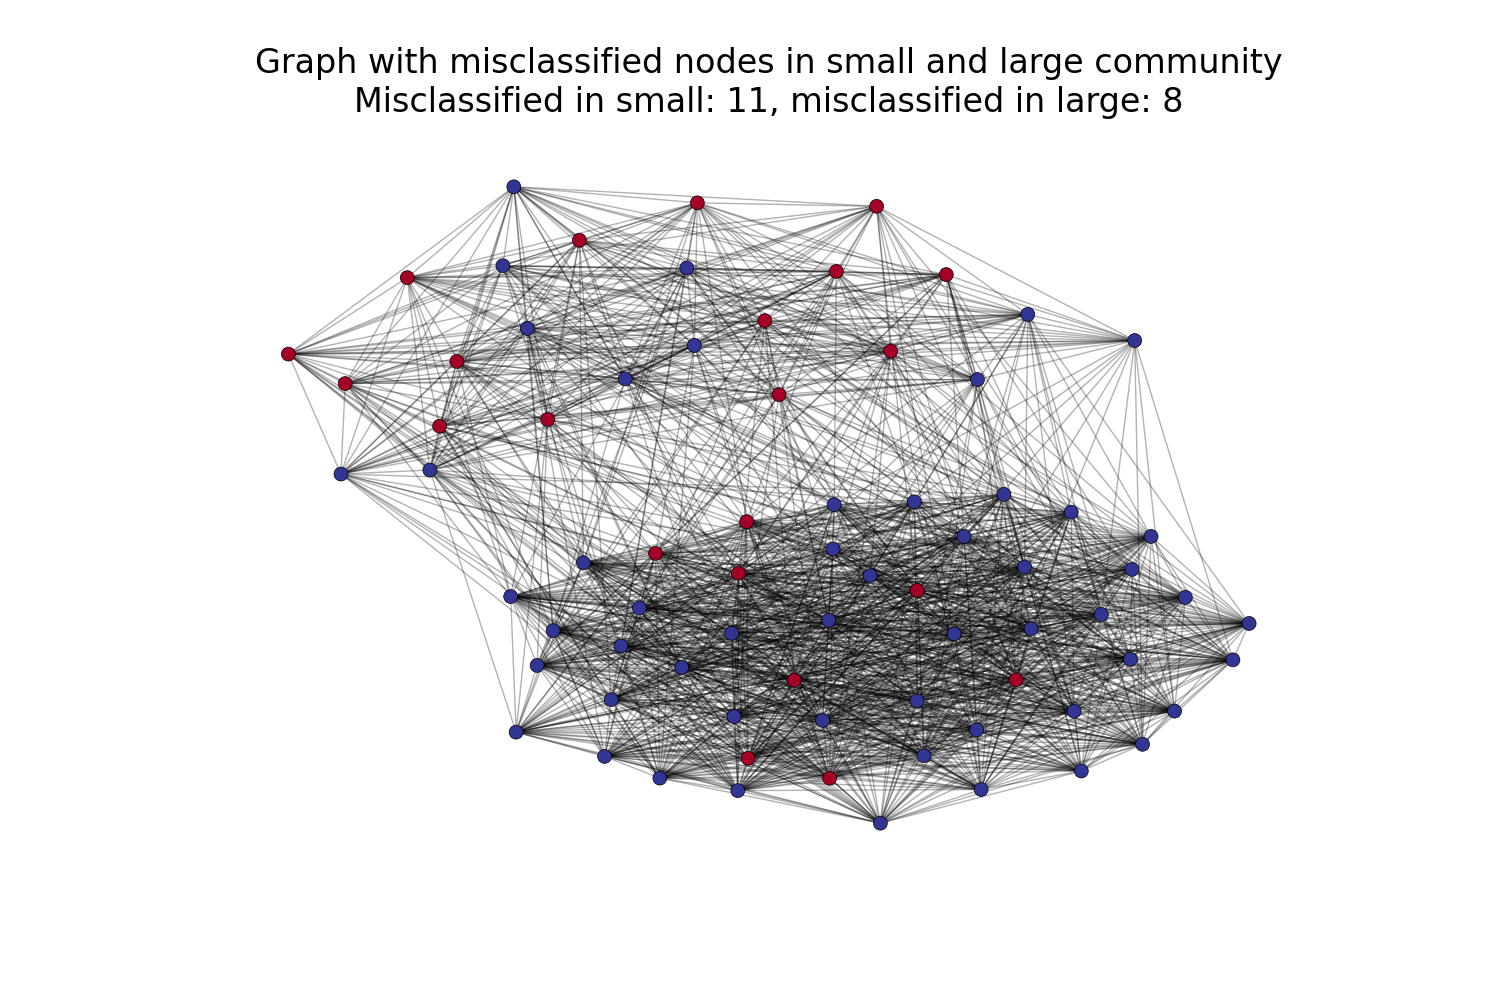 Graph with misclassified nodes in small and large community
Misclassified in small: 11, misclassified in large: 8